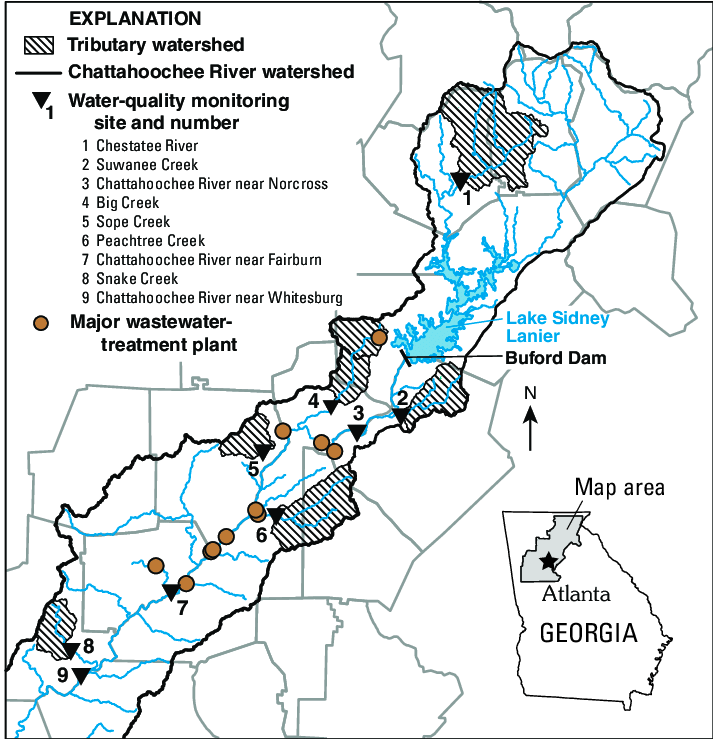 EXPLANATION
Tributary watershed
Chattahoochee River watershed
1
Water-quality monitoring
site and number
1 Chestatee River
2 Suwanee Creek
3 Chattahoochee River near Norcross
4 Big Creek
5 Sope Creek
6 Peachtree Creek
7 Chattahoochee River near Fairburn
8 Snake Creek
9 Chattahoochee River near Whitesburg
Major wastewater-
treatment plant
1
Lake Sidney
Lanier
Buford Dam
4
3
2
N
5
6
7
8
9
Map area
Atlanta
GEORGIA